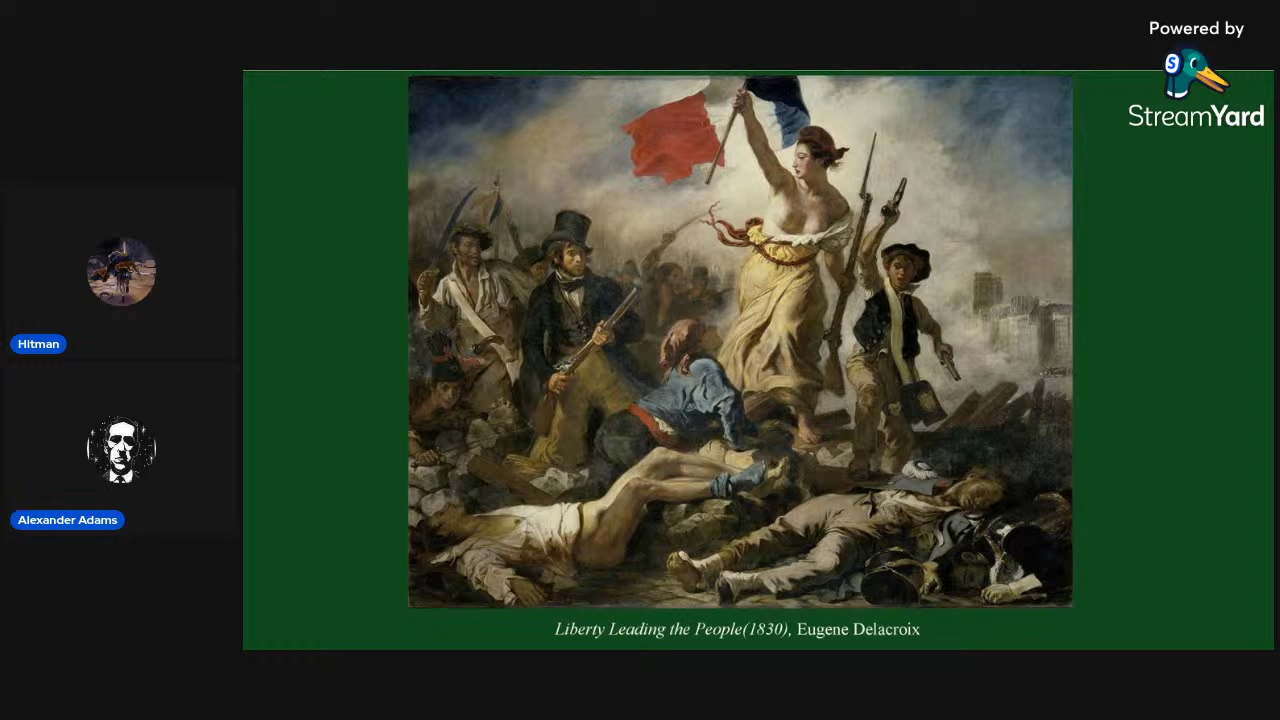 Powered by
S
StreamYard
Hitman
Alexander Adams
Liberty Leading the People(1830), Eugene Delacroix